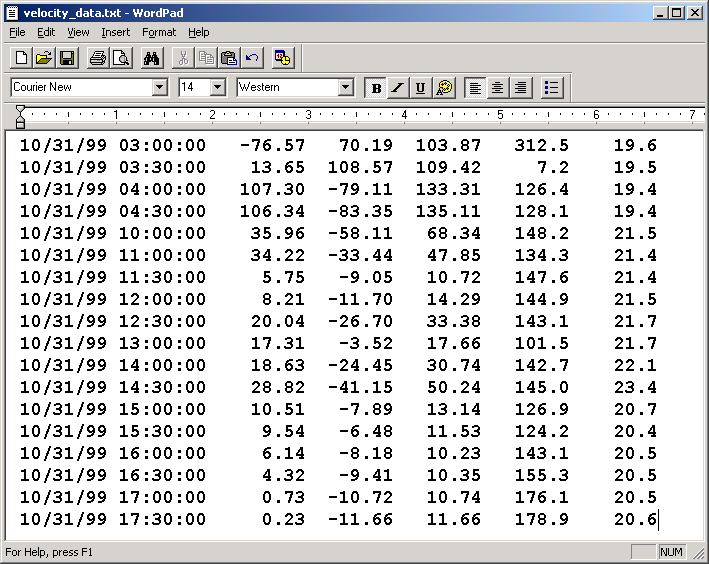 velocity_data.txt - WordPad
File Edit View Insert Format Help
Courier New 14 Western B I U
1 2 3 4 5 6 7
10/31/99 03:00:00 -76.57 70.19 103.87 312.5 19.6
10/31/99 03:30:00 13.65 108.57 109.42 7.2 19.5
10/31/99 04:00:00 107.30 -79.11 133.31 126.4 19.4
10/31/99 04:30:00 106.34 -83.35 135.11 128.1 19.4
10/31/99 10:00:00 35.96 -58.11 68.34 148.2 21.5
10/31/99 11:00:00 34.22 -33.44 47.85 134.3 21.4
10/31/99 11:30:00 5.75 -9.05 10.72 147.6 21.4
10/31/99 12:00:00 8.21 -11.70 14.29 144.9 21.5
10/31/99 12:30:00 20.04 -26.70 33.38 143.1 21.7
10/31/99 13:00:00 17.31 -3.52 17.66 101.5 21.7
10/31/99 14:00:00 18.63 -24.45 30.74 142.7 22.1
10/31/99 14:30:00 28.82 -41.15 50.24 145.0 23.4
10/31/99 15:00:00 10.51 -7.89 13.14 126.9 20.7
10/31/99 15:30:00 9.54 -6.48 11.53 124.2 20.4
10/31/99 16:00:00 6.14 -8.18 10.23 143.1 20.5
10/31/99 16:30:00 4.32 -9.41 10.35 155.3 20.5
10/31/99 17:00:00 0.73 -10.72 10.74 176.1 20.5
10/31/99 17:30:00 0.23 -11.66 11.66 178.9 20.6
For Help, press F1 NUM